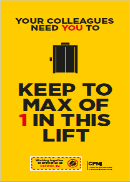 YOUR COLLEAGUES
NEED YOU TO
KEEP TO
MAX OF
1 IN THIS
LIFT